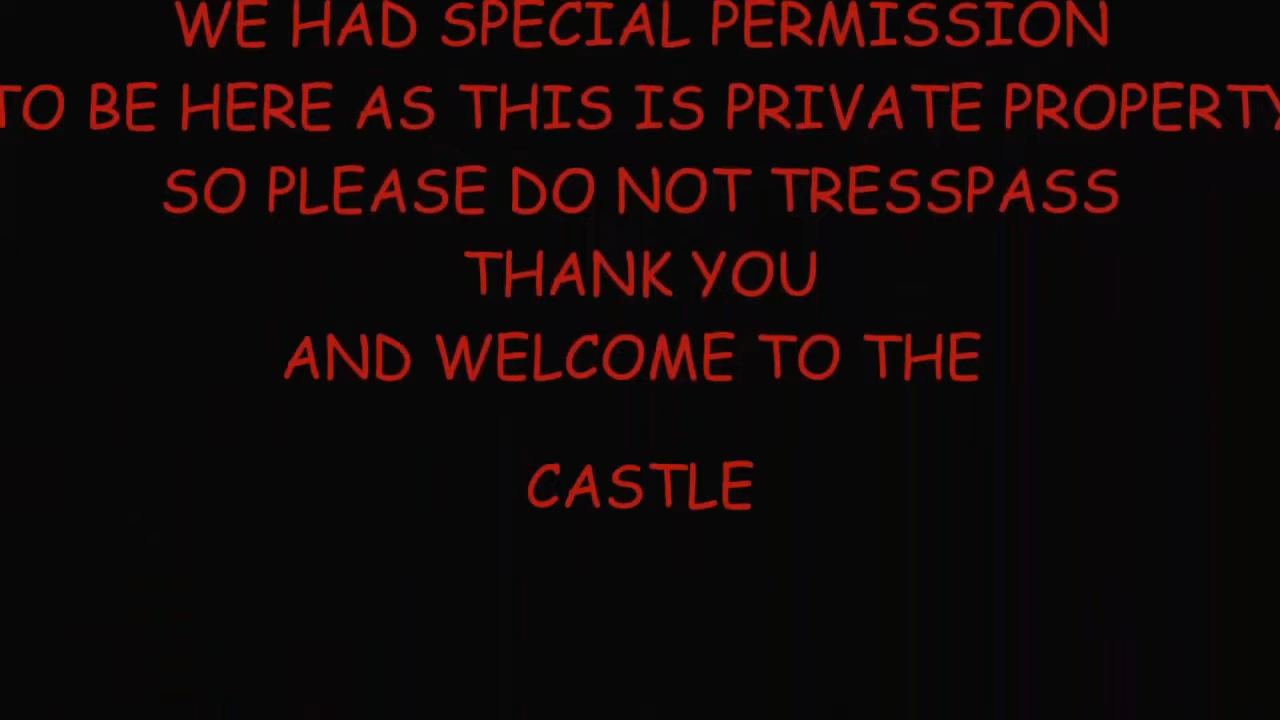 WE HAD SPECIAL PERMISSION
TO BE HERE AS THIS IS PRIVATE PROPERTY
SO PLEASE DO NOT TRESSPASS
THANK YOU
AND WELCOME TO THE
CASTLE